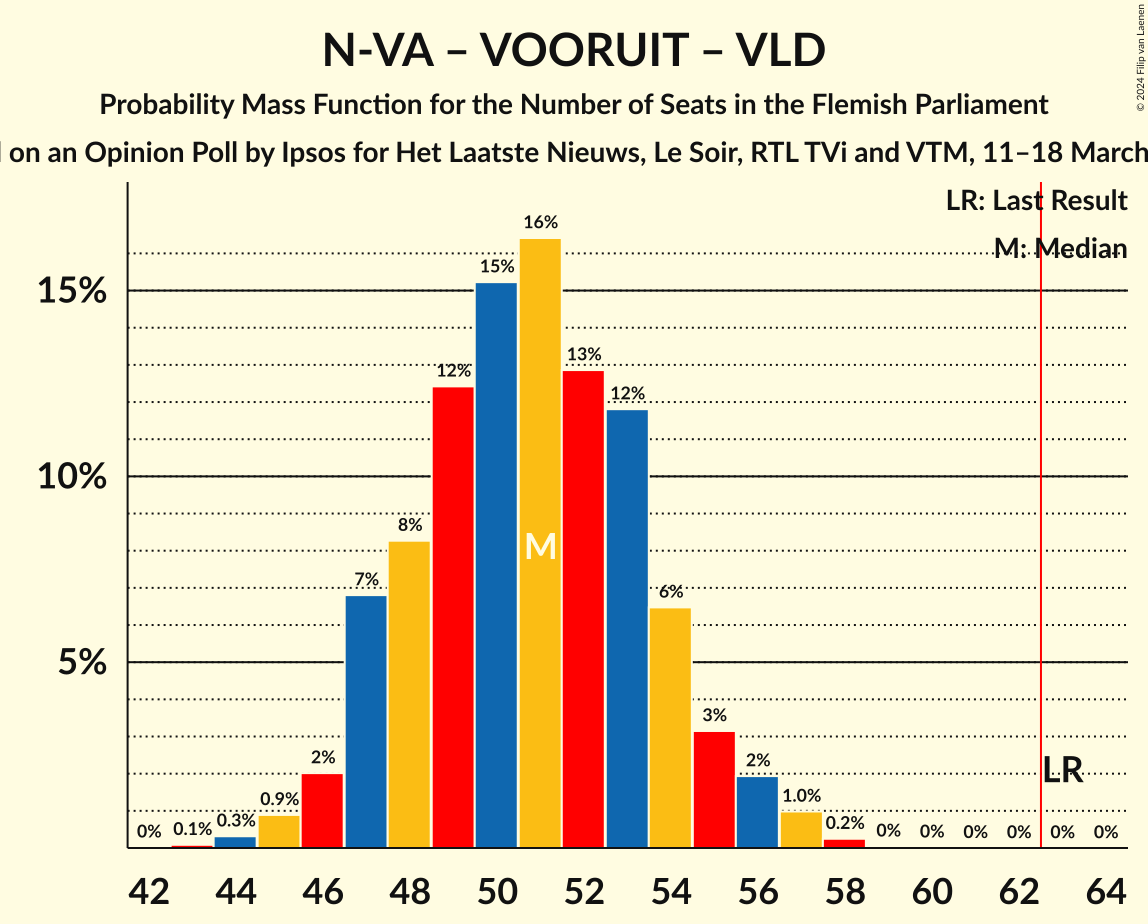 N-VA – VOORUIT – VLD
Probability Mass Function for the Number of Seats in the Flemish Parliament
on an Opinion Poll by Ipsos for Het Laatste Nieuws, Le Soir, RTL TVi and VTM, 11–18 March
© 2024 Filip van Laenen
LR: Last Result
M: Median
16%
15%
15%
13%
12%
12%
10%
8%
M
7%
6%
5%
3%
2%
2%
LR
0% 0.1% 0.3% 0.9% 1.0% 0.2% 0% 0% 0% 0% 0% 0%
42 44 46 48 50 52 54 56 58 60 62 64